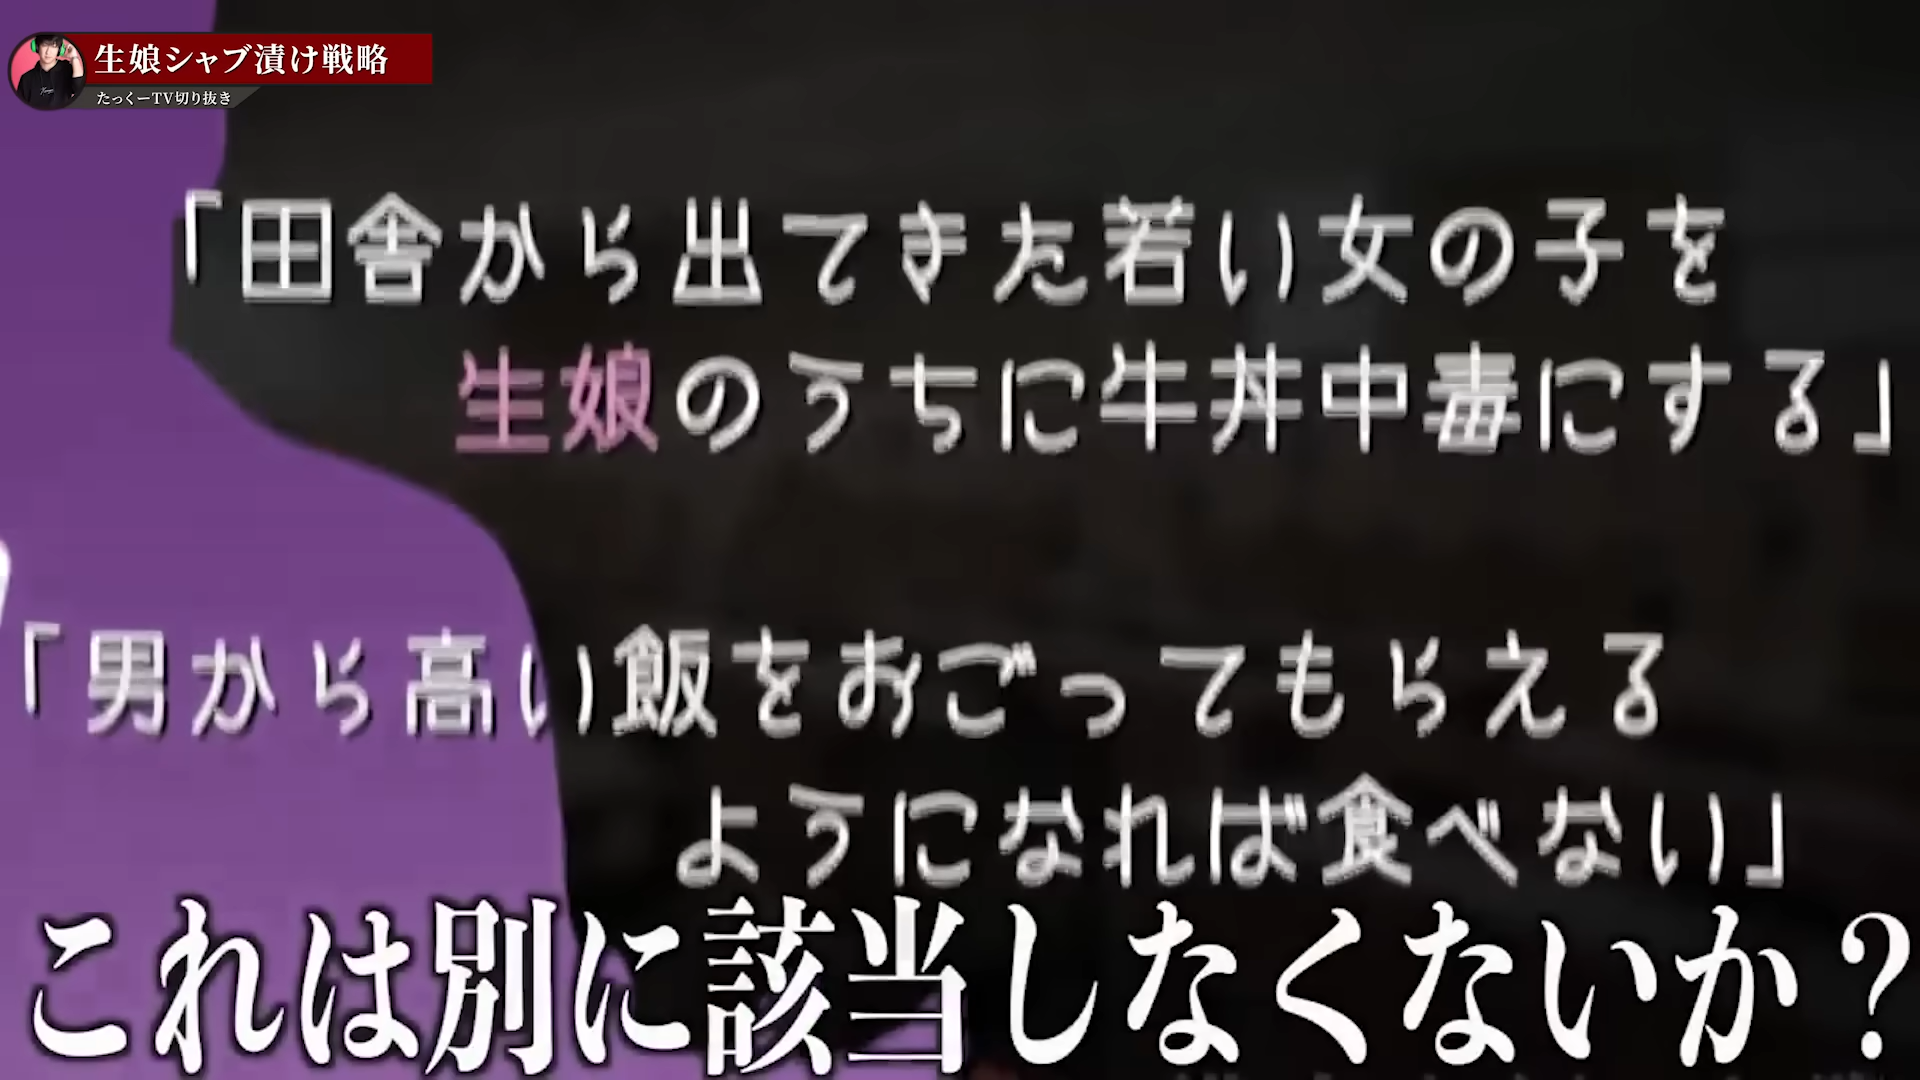 生娘シャブ漬け戦略
たっくーTV切り抜き
「田舎から出てきた若い女の子を
生娘のうちに牛丼中毒にする」
「男から高い飯をおごってもらえる
ようになれば食べない」
これは別に該当しなくないか？